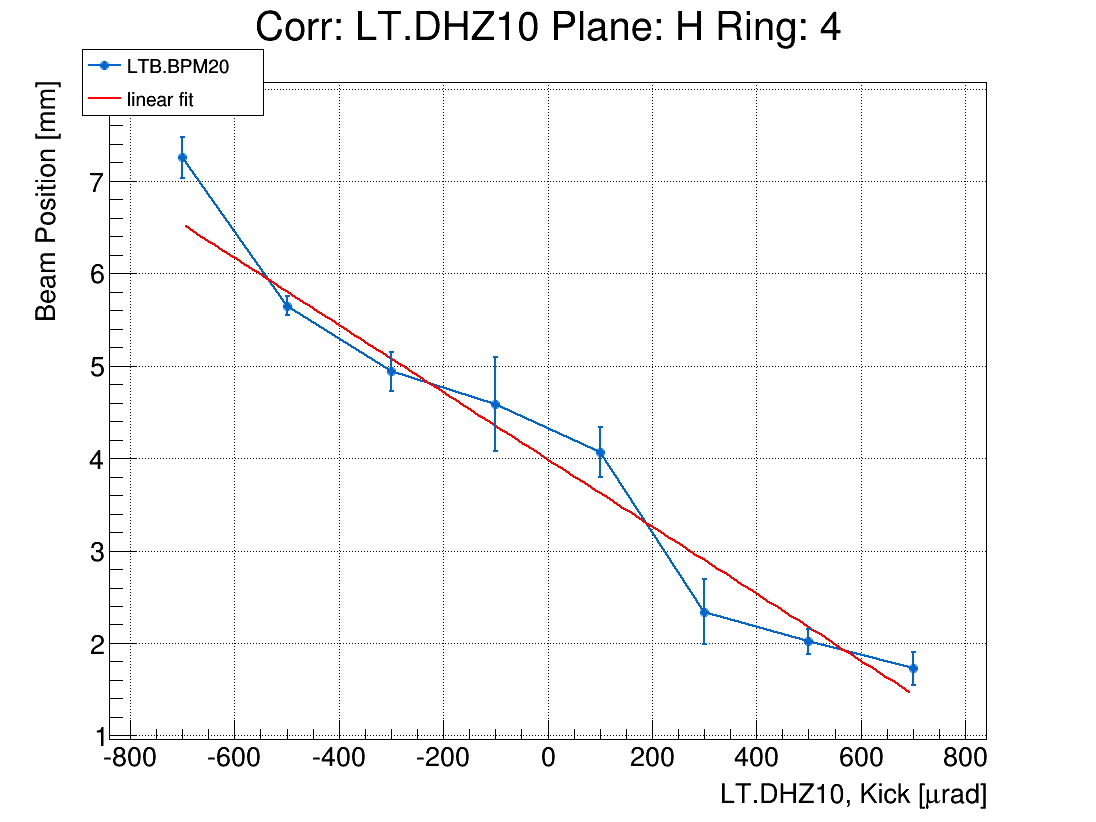 Corr: LT.DHZ10 Plane: H Ring: 4
LTB.BPM20
linear fit
Beam Position [mm]
7
6
5
4
3
2
1
-800 -600 -400 -200 0 200 400 600 800
LT.DHZ10, Kick [μrad]